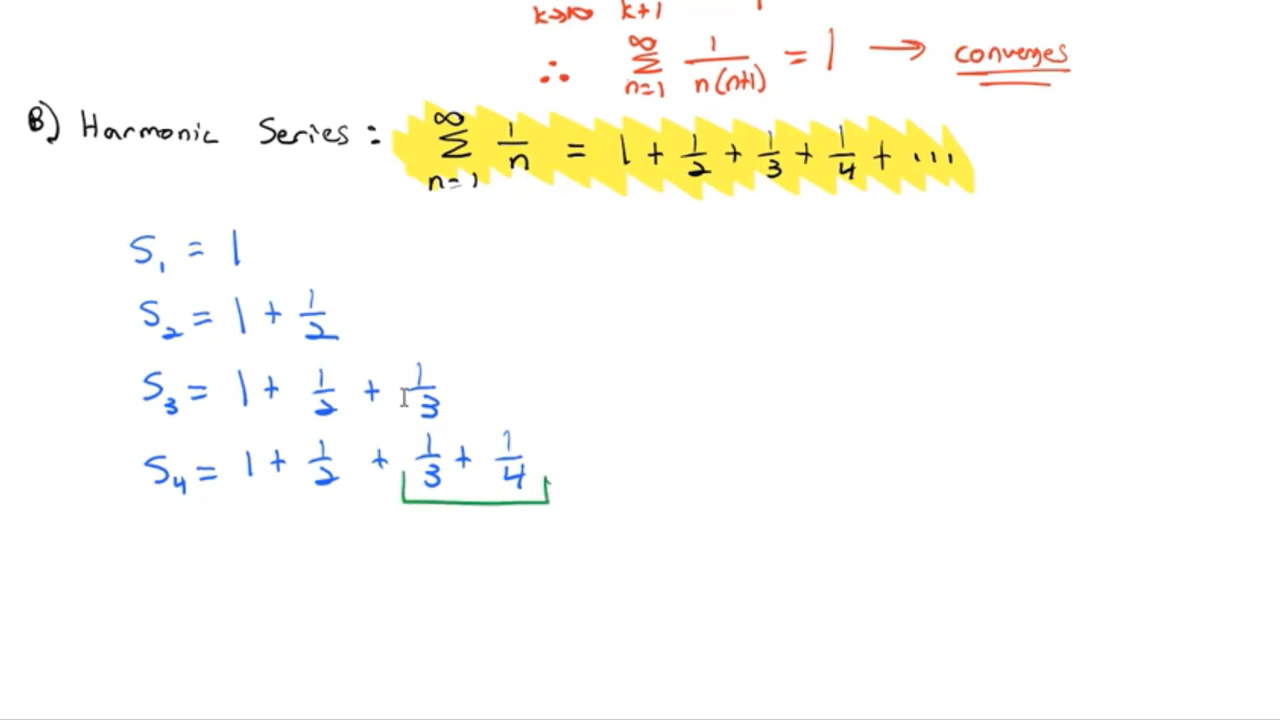 k→∞ k+1
∴ ∞ Σ n=1 1/n(n+1) = 1 → converges
B) Harmonic Series: ∞ Σ n=1 1/n = 1 + 1/2 + 1/3 + 1/4 + ...
S₁ = 1
S₂ = 1 + 1/2
S₃ = 1 + 1/2 + 1/3
S₄ = 1 + 1/2 + 1/3 + 1/4